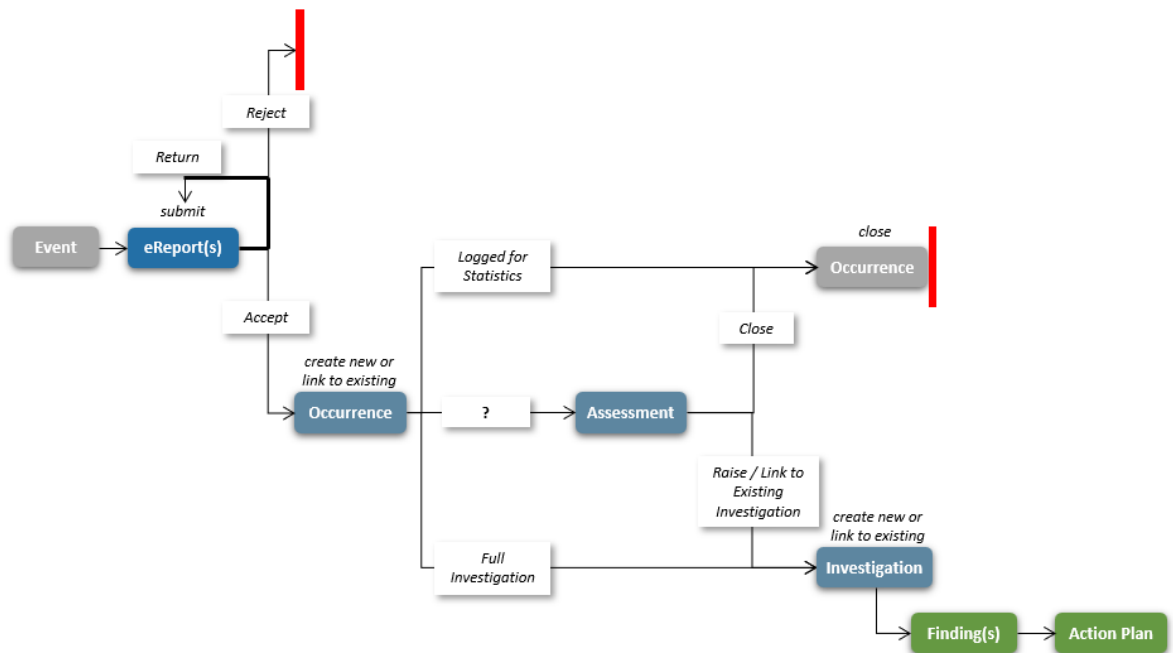 Reject
Return
submit
Event
eReport(s)
Accept
create new or
link to existing
Occurrence
Logged for
Statistics
?
Full
Investigation
Assessment
close
Occurrence
Close
Raise / Link to
Existing
Investigation
create new or
link to existing
Investigation
Finding(s)
Action Plan